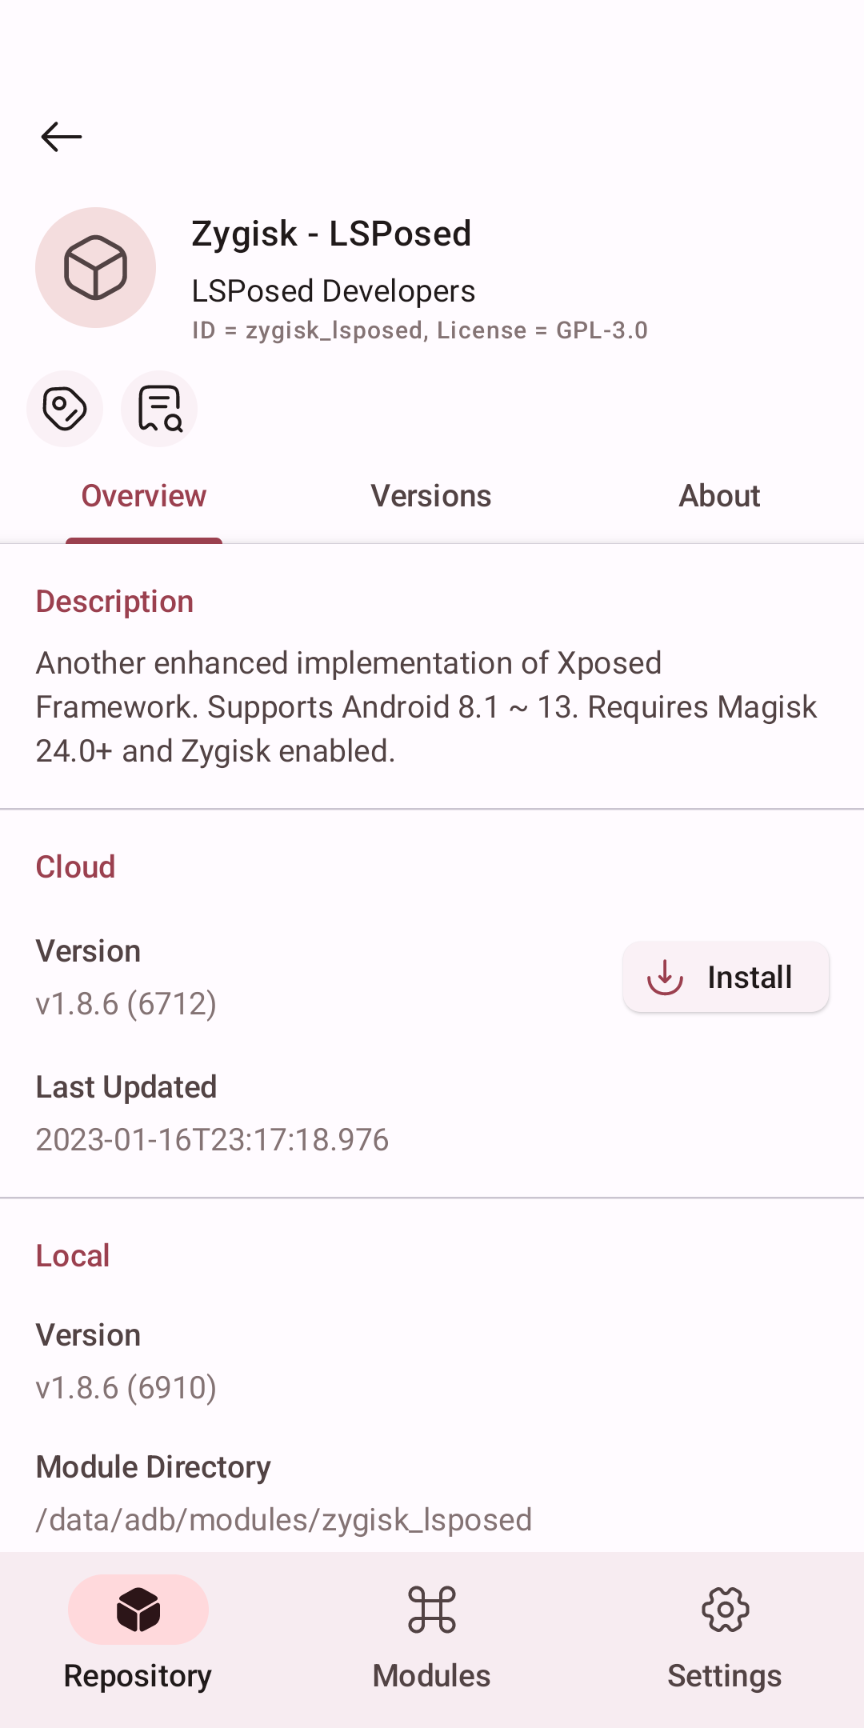 Zygisk - LSPosed
LSPosed Developers
ID = zygisk_lsposed, License = GPL-3.0
Overview
Versions
About
Description
Another enhanced implementation of Xposed
Framework. Supports Android 8.1 ~ 13. Requires Magisk
24.0+ and Zygisk enabled.
Cloud
Version
v1.8.6 (6712)
Install
Last Updated
2023-01-16T23:17:18.976
Local
Version
v1.8.6 (6910)
Module Directory
/data/adb/modules/zygisk_lsposed
Repository
Modules
Settings